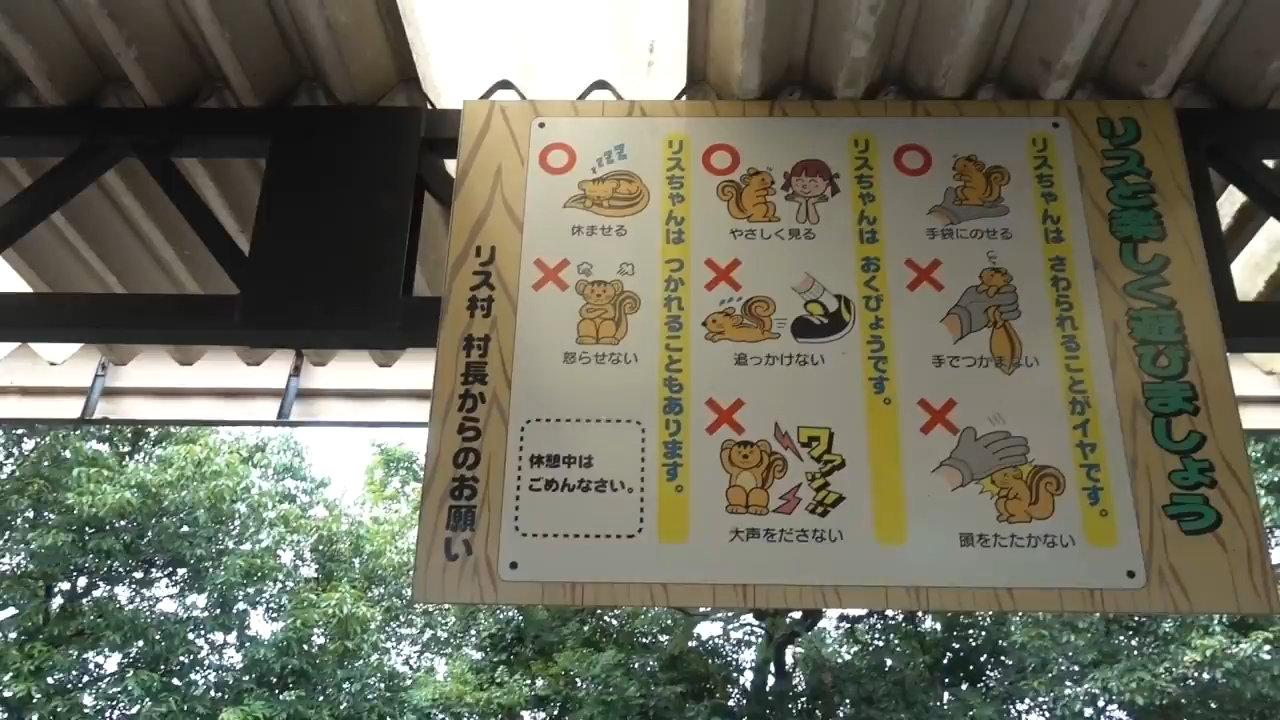 リスと楽しく遊びましょう
リスちゃんは さわられることがイヤです。
手袋にのせる
手でつかまない
頭をたたかない
リスちゃんは おくびょうです。
やさしく見る
追っかけない
ワァッ!!
大声をださない
リスちゃんは つかれることもあります。
zzz
休ませる
怒らせない
休憩中は
ごめんなさい。
リス村 村長からのお願い